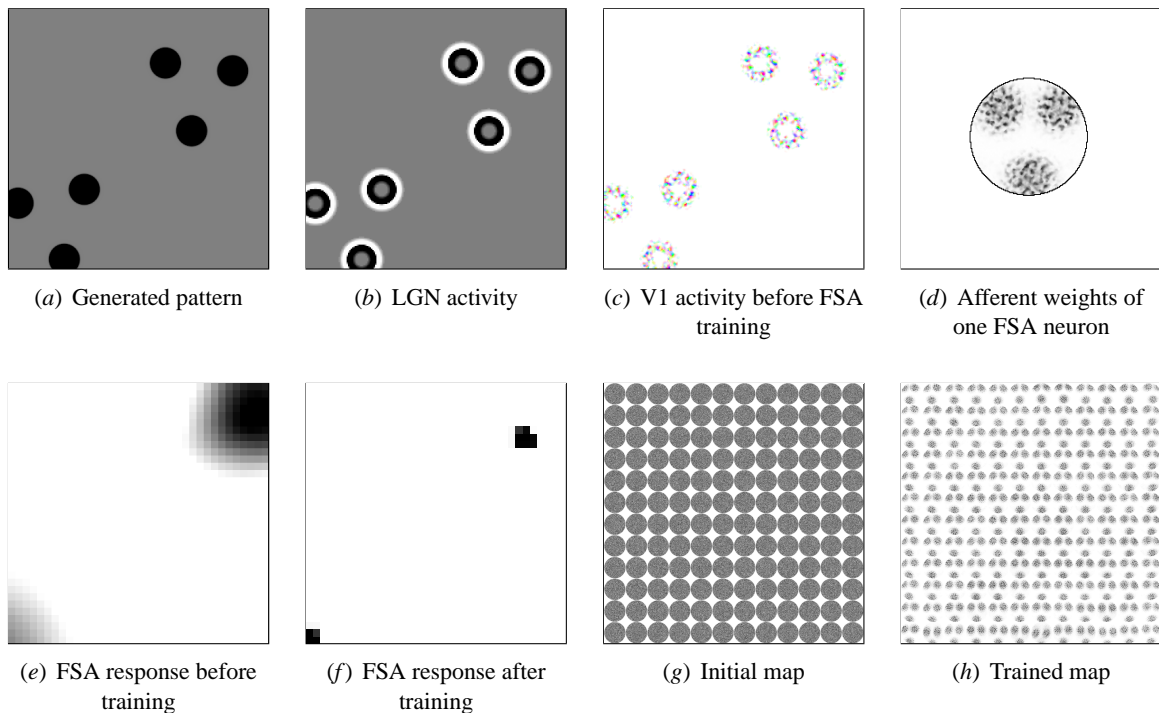 (a) Generated pattern
(b) LGN activity
(c) V1 activity before FSA
training
(d) Afferent weights of
one FSA neuron
(e) FSA response before
training
(f) FSA response after
training
(g) Initial map
(h) Trained map